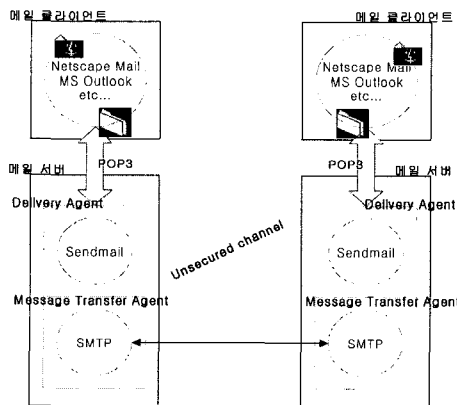 메일 클라이언트
Netscape Mail
MS Outlook
etc...
POP3
메일 서버
Delivery Agent
Sendmail
Message Transfer Agent
SMTP
Unsecured channel
메일 클라이언트
Netscape Mail
MS Outlook
etc...
POP3
메일 서버
Delivery Agent
Sendmail
Message Transfer Agent
SMTP